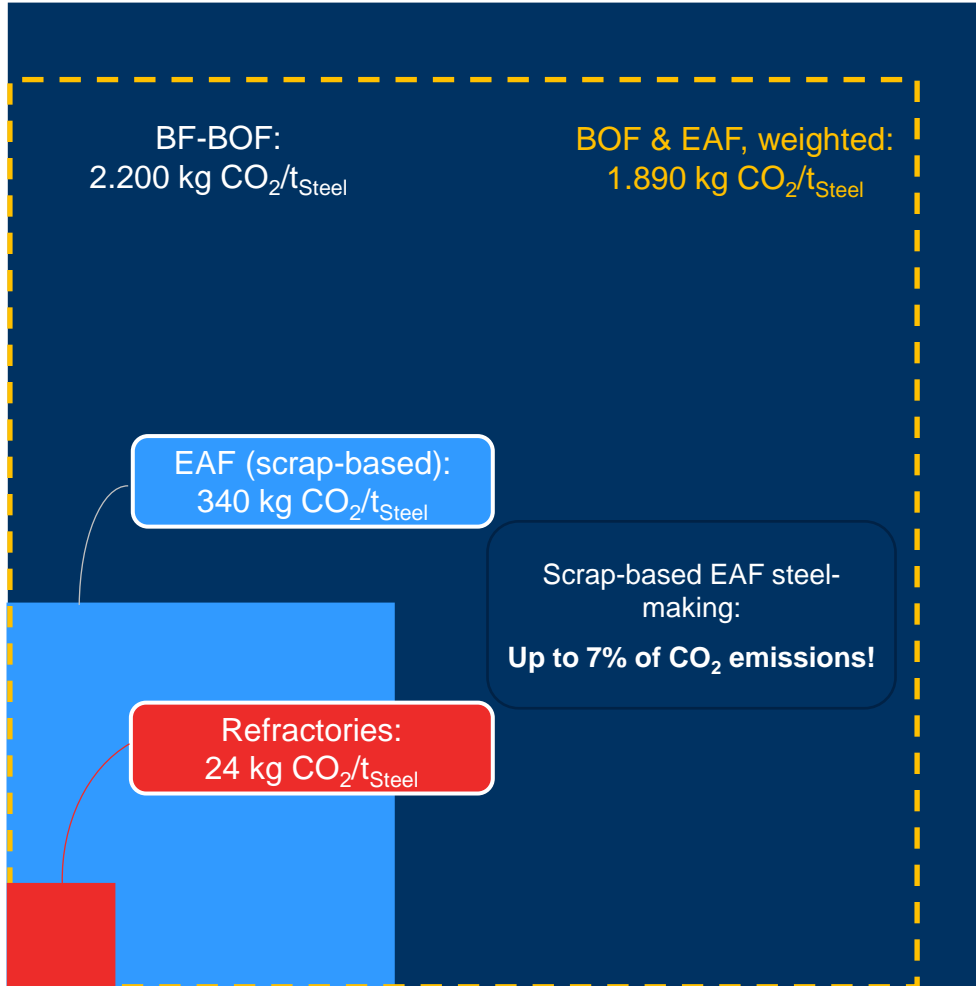 BF-BOF:
2.200 kg CO₂/tSteel
BOF & EAF, weighted:
1.890 kg CO₂/tSteel
EAF (scrap-based):
340 kg CO₂/tSteel
Scrap-based EAF steel-
making:
Up to 7% of CO₂ emissions!
Refractories:
24 kg CO₂/tSteel